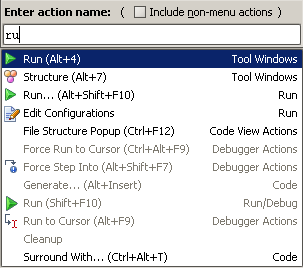 Enter action name: ( Include non-menu actions )
ru
Run (Alt+4) Tool Windows
Structure (Alt+7) Tool Windows
Run... (Alt+Shift+F10) Run
Edit Configurations Run
File Structure Popup (Ctrl+F12) Code View Actions
Force Run to Cursor (Ctrl+Alt+F9) Debugger Actions
Force Step Into (Alt+Shift+F7) Debugger Actions
Generate... (Alt+Insert) Code
Run (Shift+F10) Run/Debug
Run to Cursor (Alt+F9) Debugger Actions
Cleanup
Surround With... (Ctrl+Alt+T) Code